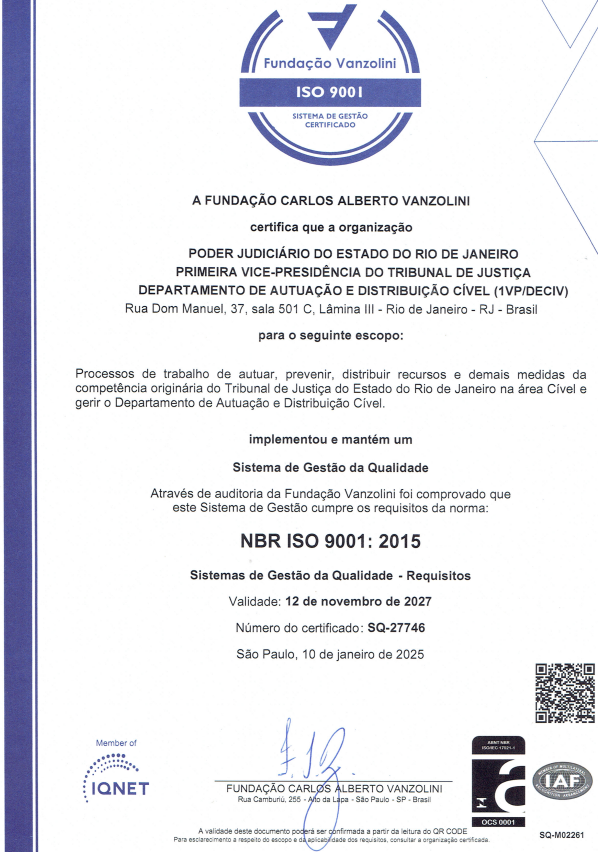 Fundação Vanzolini
ISO 9001
SISTEMA DE GESTÃO
CERTIFICADO
A FUNDAÇÃO CARLOS ALBERTO VANZOLINI
certifica que a organização
PODER JUDICIÁRIO DO ESTADO DO RIO DE JANEIRO
PRIMEIRA VICE-PRESIDÊNCIA DO TRIBUNAL DE JUSTIÇA
DEPARTAMENTO DE AUTUAÇÃO E DISTRIBUIÇÃO CÍVEL (1VP/DECIV)
Rua Dom Manuel, 37, sala 501 C, Lâmina III - Rio de Janeiro - RJ - Brasil
para o seguinte escopo:
Processos de trabalho de autuar, prevenir, distribuir recursos e demais medidas da
competência originária do Tribunal de Justiça do Estado do Rio de Janeiro na área Cível e
gerir o Departamento de Autuação e Distribuição Cível.
implementou e mantém um
Sistema de Gestão da Qualidade
Através de auditoria da Fundação Vanzolini foi comprovado que
este Sistema de Gestão cumpre os requisitos da norma:
NBR ISO 9001: 2015
Sistemas de Gestão da Qualidade - Requisitos
Validade: 12 de novembro de 2027
Número do certificado: SQ-27746
São Paulo, 10 de janeiro de 2025
Member of
IQNET
FUNDAÇÃO CARLOS ALBERTO VANZOLINI
Rua Camburiú, 255 - Alto da Lapa - São Paulo - SP - Brasil
ABNT NBR
ISO/IEC 17021-1
OCS 0001
IAF
A validade deste documento poderá ser confirmada a partir da leitura do QR CODE
Para esclarecimento a respeito do escopo e da aplicabilidade dos requisitos, consultar a organização certificada.
SQ-M02261